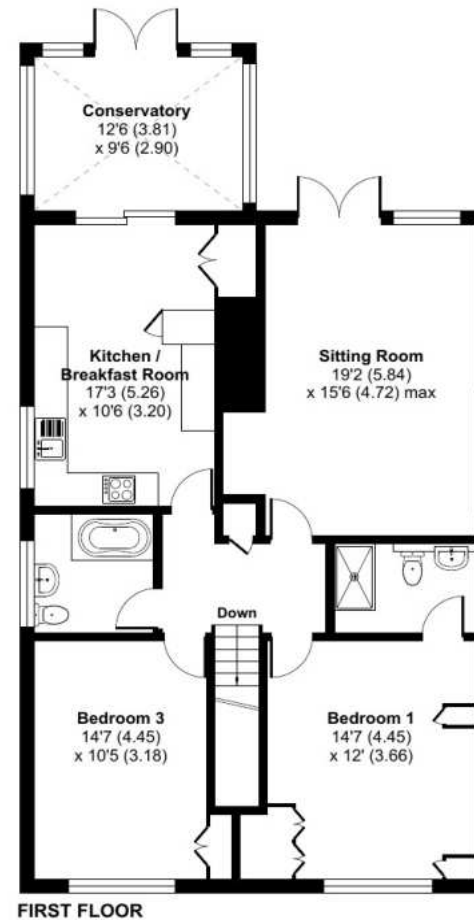 Conservatory
12'6 (3.81)
x 9'6 (2.90)
Kitchen /
Breakfast Room
17'3 (5.26)
x 10'6 (3.20)
Sitting Room
19'2 (5.84)
x 15'6 (4.72) max
Down
Bedroom 3
14'7 (4.45)
x 10'5 (3.18)
Bedroom 1
14'7 (4.45)
x 12' (3.66)
FIRST FLOOR